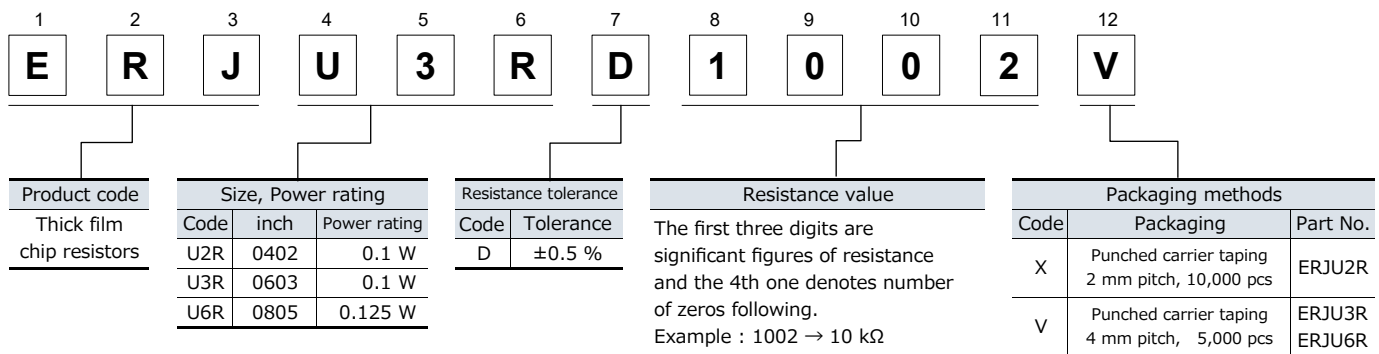 1 2 3 4 5 6 7 8 9 10 11 12
E R J U 3 R D 1 0 0 2 V
Product code
Thick film
chip resistors
Size, Power rating
Code inch Power rating
U2R 0402 0.1 W
U3R 0603 0.1 W
U6R 0805 0.125 W
Resistance tolerance
Code Tolerance
D ±0.5 %
Resistance value
The first three digits are
significant figures of resistance
and the 4th one denotes number
of zeros following.
Example : 1002 → 10 kΩ
Packaging methods
Code Packaging Part No.
X Punched carrier taping
2 mm pitch, 10,000 pcs ERJU2R
V Punched carrier taping ERJU3R
4 mm pitch, 5,000 pcs ERJU6R